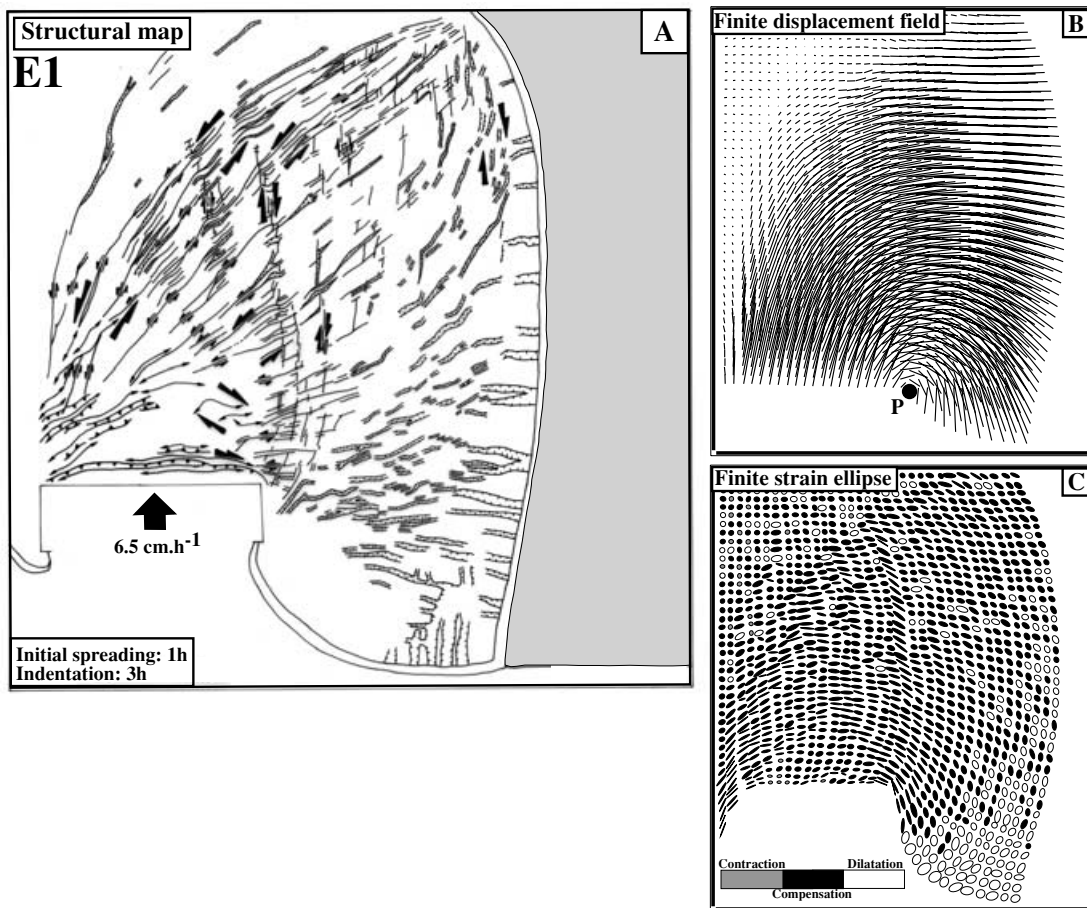 Structural map
A
E1
6.5 cm.h-1
Initial spreading: 1h
Indentation: 3h
Finite displacement field
B
P
Finite strain ellipse
C
Contraction
Dilatation
Compensation